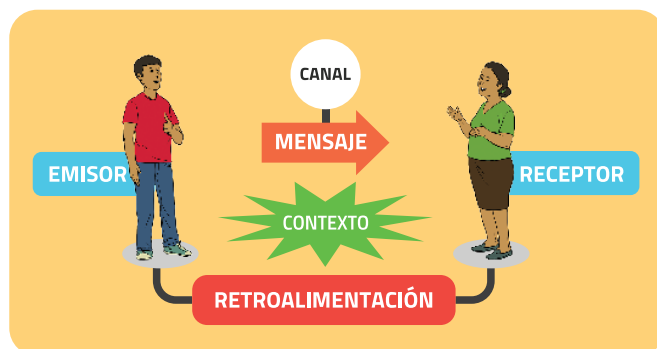 CANAL
MENSAJE
EMISOR
RECEPTOR
CONTEXTO
RETROALIMENTACIÓN